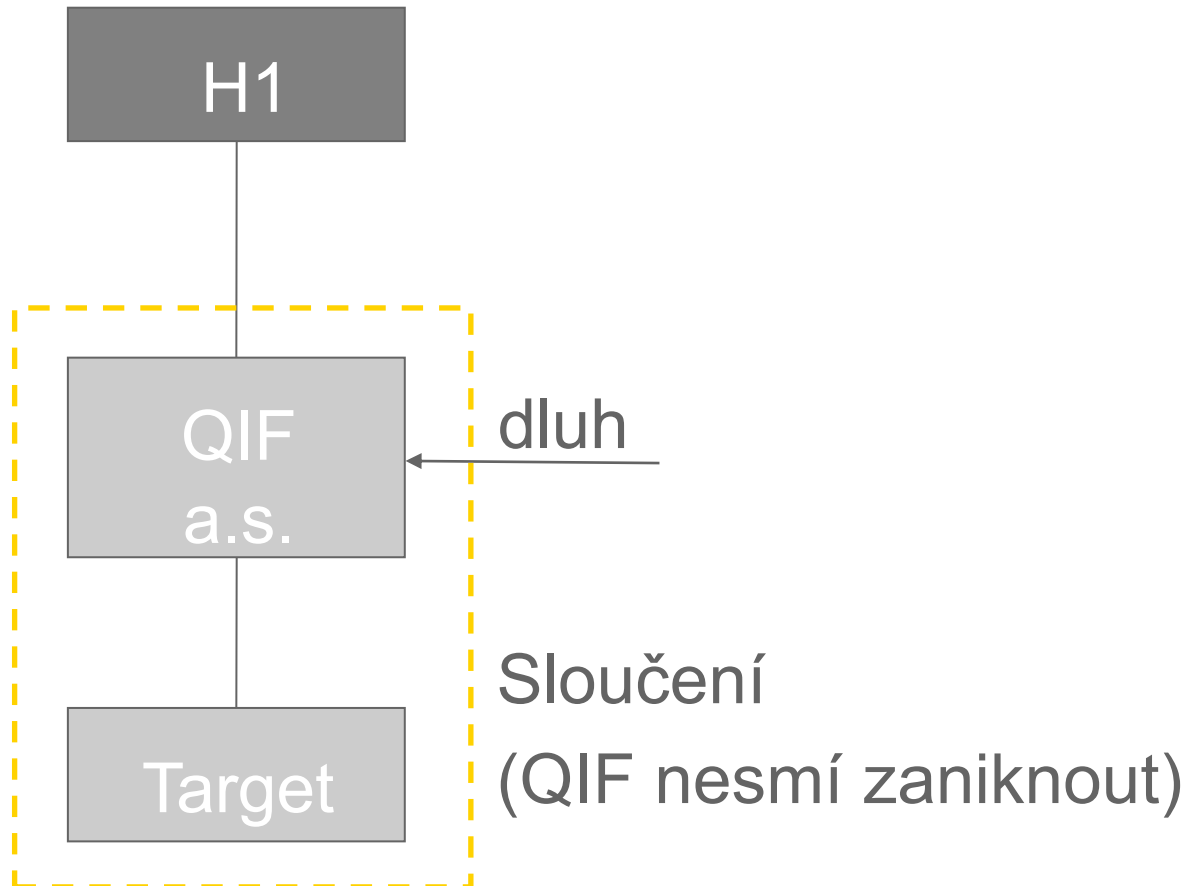 H1
QIF
a.s.
dluh
Sloučení
(QIF nesmí zaniknout)
Target